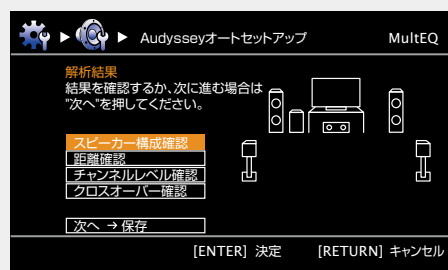 Audysseyオートセットアップ MultEQ
解析結果
結果を確認するか、次に進む場合は
"次へ"を押してください。
スピーカー構成確認
距離確認
チャンネルレベル確認
クロスオーバー確認
次へ → 保存
[ENTER] 決定 [RETURN] キャンセル